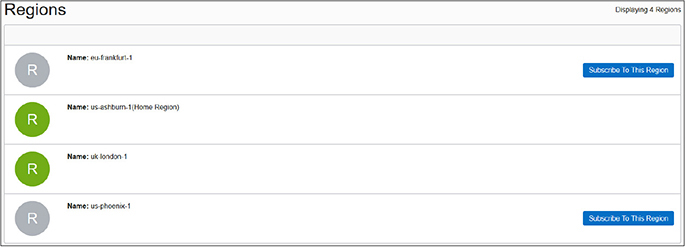 Regions
Displaying 4 Regions
R
Name: eu-frankfurt-1
Subscribe To This Region
R
Name: us-ashburn-1(Home Region)
R
Name: uk-london-1
R
Name: us-phoenix-1
Subscribe To This Region